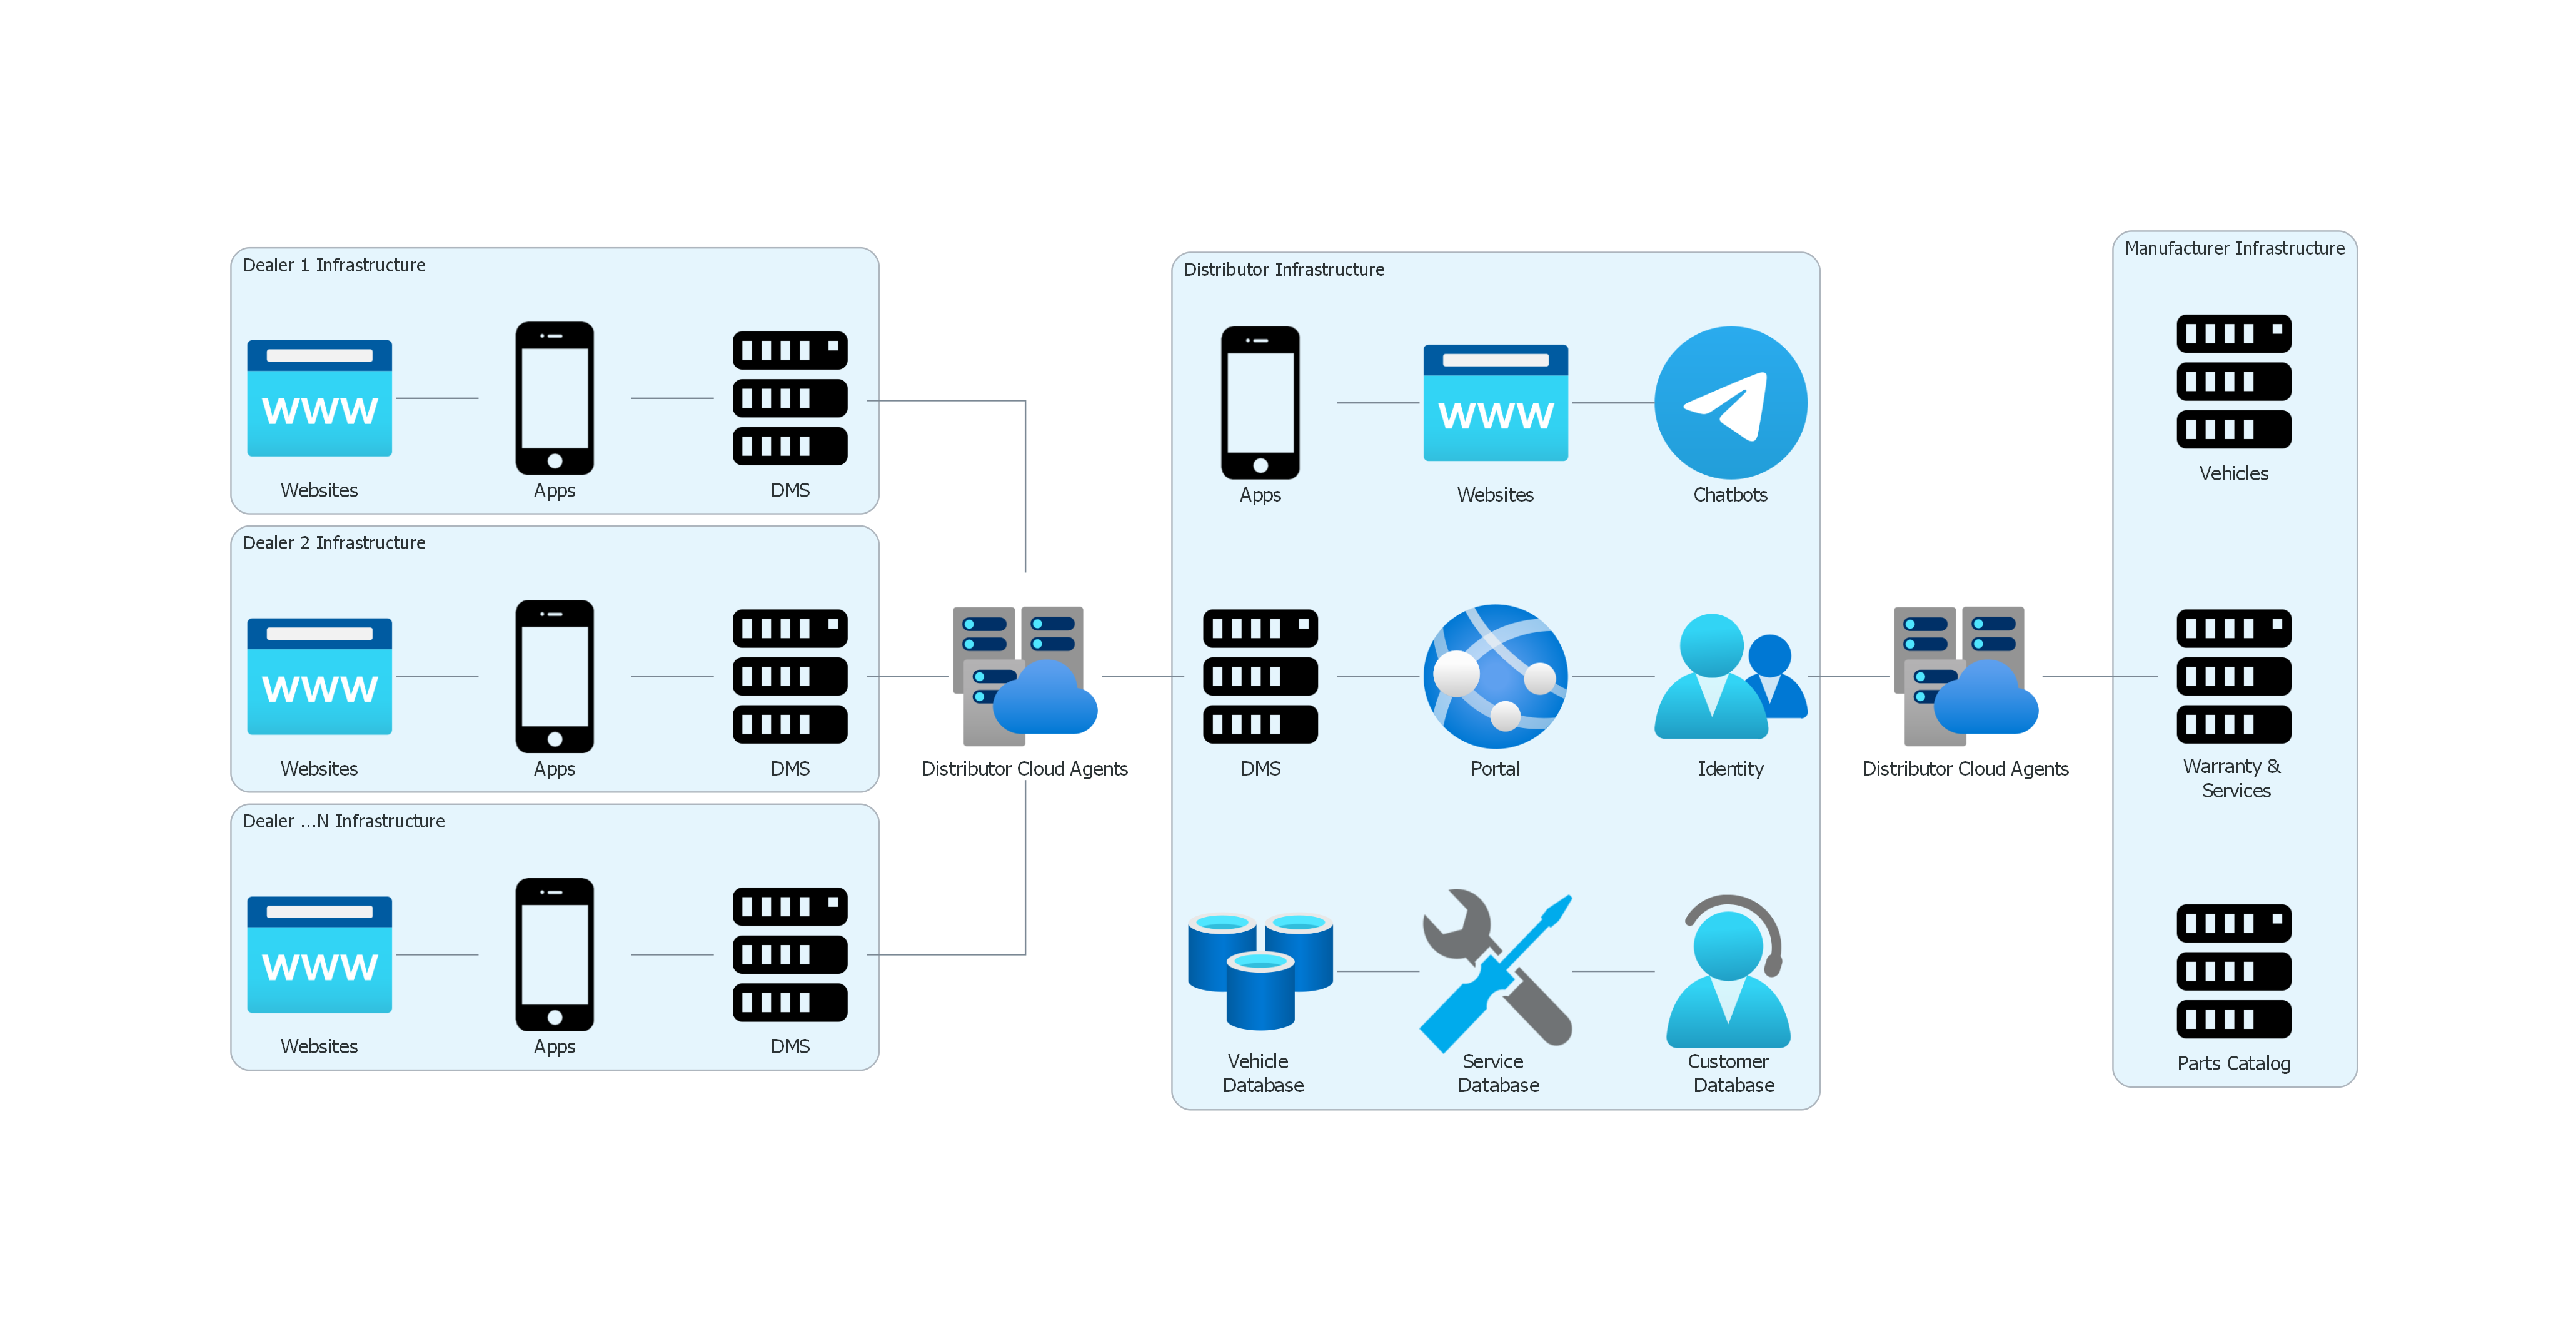 Dealer 1 Infrastructure
www
Websites
Apps
DMS
Dealer 2 Infrastructure
www
Websites
Apps
DMS
Dealer ...N Infrastructure
www
Websites
Apps
DMS
Distributor Cloud Agents
Distributor Infrastructure
Apps
www
Websites
Chatbots
DMS
Portal
Identity
Vehicle
Database
Service
Database
Customer
Database
Distributor Cloud Agents
Manufacturer Infrastructure
Vehicles
Warranty &
Services
Parts Catalog